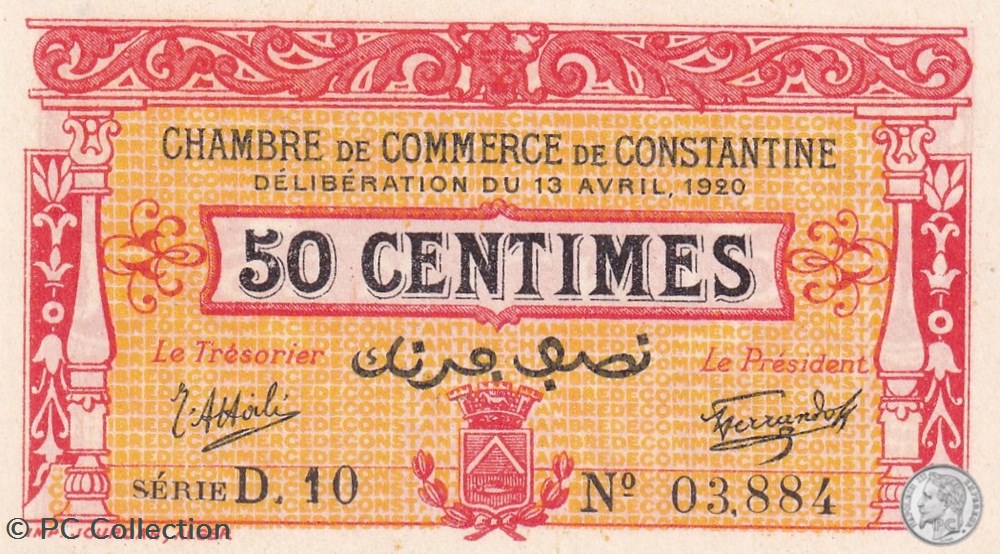 CHAMBRE DE COMMERCE DE CONSTANTINE
DÉLIBÉRATION DU 13 AVRIL, 1920
50 CENTIMES
نصف فرنك
Le Trésorier
Le Président
SÉRIE D. 10
Nº 03,884
© PC Collection